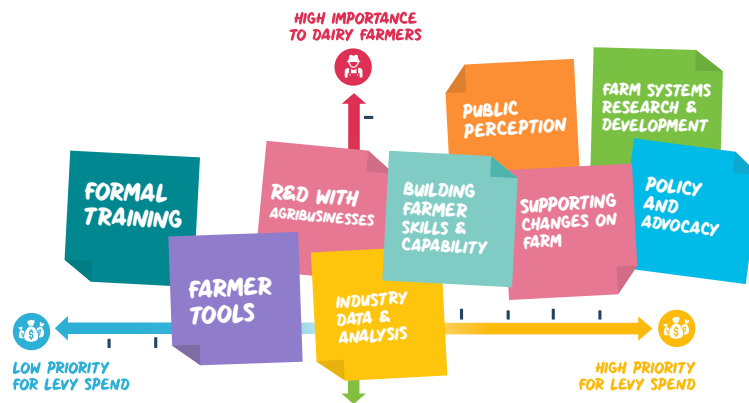 HIGH IMPORTANCE
TO DAIRY FARMERS
PUBLIC
PERCEPTION
FARM SYSTEMS
RESEARCH &
DEVELOPMENT
FORMAL
TRAINING
R&D WITH
AGRIBUSINESSES
BUILDING
FARMER
SKILLS &
CAPABILITY
SUPPORTING
CHANGES ON
FARM
POLICY
AND
ADVOCACY
FARMER
TOOLS
INDUSTRY
DATA &
ANALYSIS
LOW PRIORITY
FOR LEVY SPEND
HIGH PRIORITY
FOR LEVY SPEND